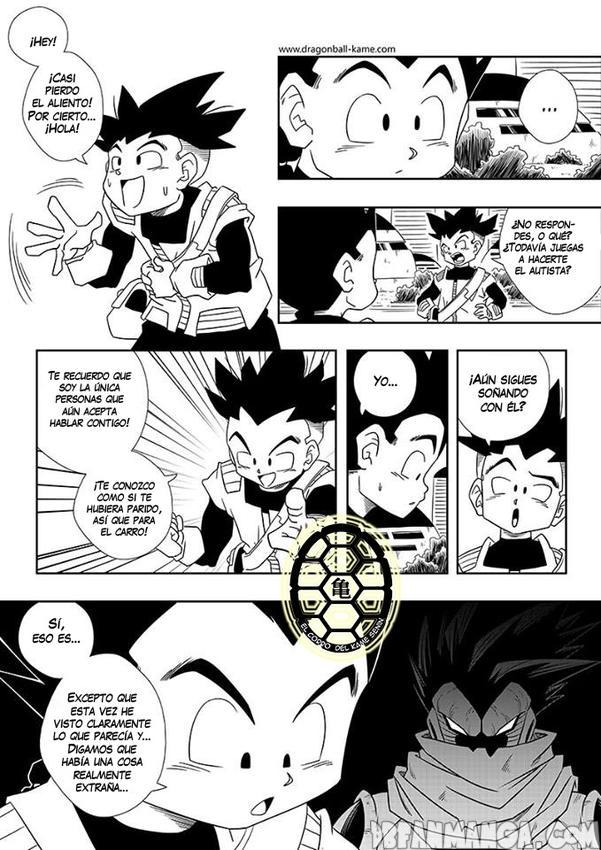 ¡HEY!
¡CASI
PIERDO
EL ALIENTO!
POR CIERTO...
¡HOLA!
www.dragonball-kame.com
...
¿NO RESPON-
DES, O QUÉ?
¿TODAVÍA JUEGAS
A HACERTE
EL AUTISTA?
TE RECUERDO QUE
SOY LA ÚNICA
PERSONAS QUE
AÚN ACEPTA
HABLAR CONTIGO!
¡TE CONOZCO
COMO SI TE
HUBIERA PARIDO,
ASÍ QUE PARA
EL CARRO!
YO...
¡AÚN SIGUES
SOÑANDO
CON ÉL?
亀
EL CORRO DEL KAME SENIN
SÍ,
ESO ES...
EXCEPTO QUE
ESTA VEZ HE
VISTO CLARAMENTE
LO QUE PARECÍA Y...
DIGAMOS QUE
HABÍA UNA COSA
REALMENTE
EXTRAÑA...
DBFANMANGA.COM